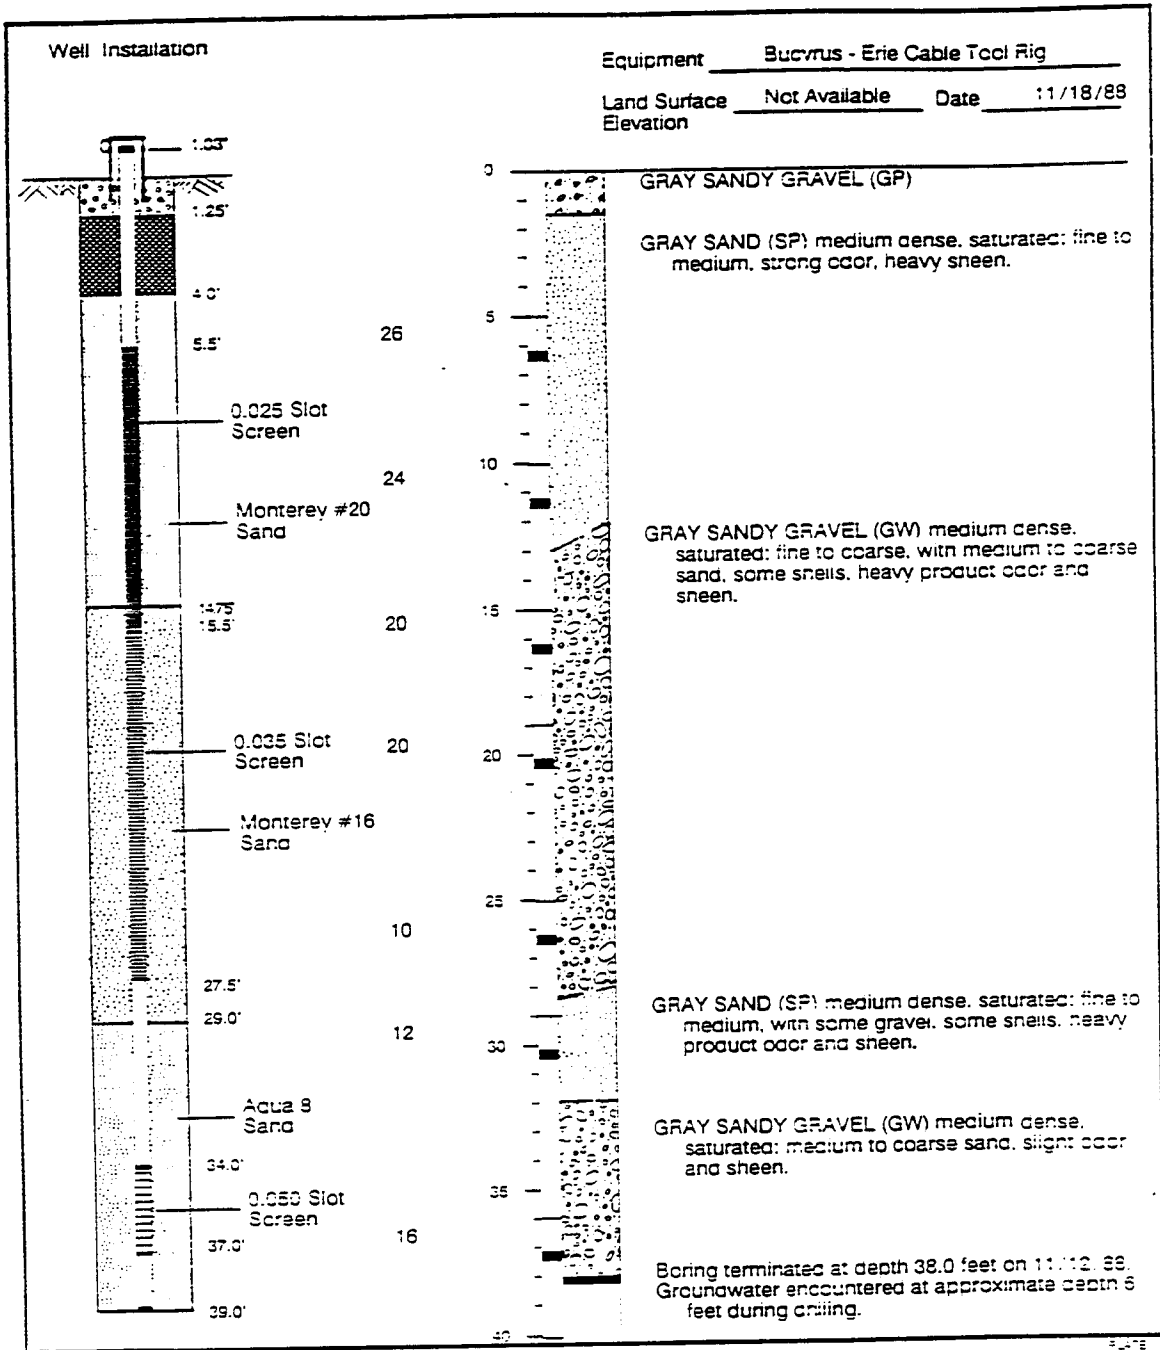 Well Installation
Equipment Bucyrus - Erie Cable Tool Rig
Land Surface Not Available Date 11/18/88
Elevation
1.03'
1.25'
4.0'
5.5'
0.025 Slot
Screen
Monterey #20
Sand
14.75
15.5'
0.035 Slot
Screen
Monterey #16
Sand
27.5'
29.0'
Aqua 8
Sand
34.0'
0.050 Slot
Screen
37.0'
39.0'
26
24
20
20
10
12
16
0
5
10
15
20
25
30
35
40
GRAY SANDY GRAVEL (GP)
GRAY SAND (SP) medium dense, saturated; fine to
medium, strong odor, heavy sheen.
GRAY SANDY GRAVEL (GW) medium dense,
saturated; fine to coarse, with medium to coarse
sand, some shells, heavy product odor and
sheen.
GRAY SAND (SP) medium dense, saturated; fine to
medium, with some gravel, some shells, heavy
product odor and sheen.
GRAY SANDY GRAVEL (GW) medium dense,
saturated; medium to coarse sand, slight odor
and sheen.
Boring terminated at depth 38.0 feet on 11/12/88.
Groundwater encountered at approximate depth 6
feet during drilling.
PLATE